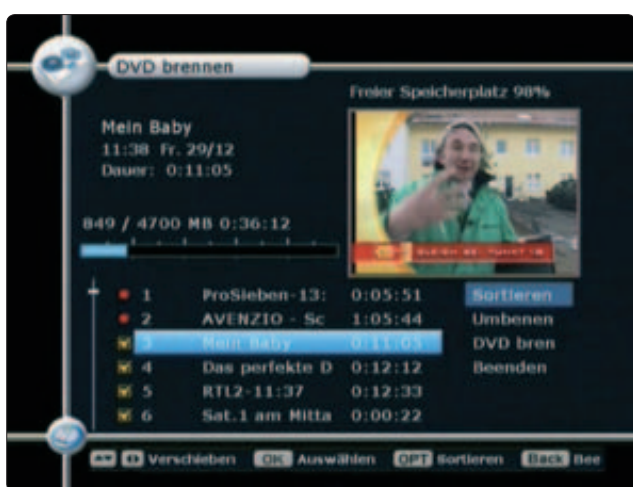 DVD brennen
Freier Speicherplatz 98%
Mein Baby
11:38 Fr. 29/12
Dauer: 0:11:05
849 / 4700 MB 0:36:12
1 ProSieben-13: 0:05:51 Sortieren
2 AVENZIO - Sc 1:05:44 Umbenen
3 Mein Baby 0:11:05 DVD bren
4 Das perfekte D 0:12:12 Beenden
5 RTL2-11:37 0:12:33
6 Sat.1 am Mitta 0:00:22
Verschieben OK Auswählen OPT Sortieren Back Bee